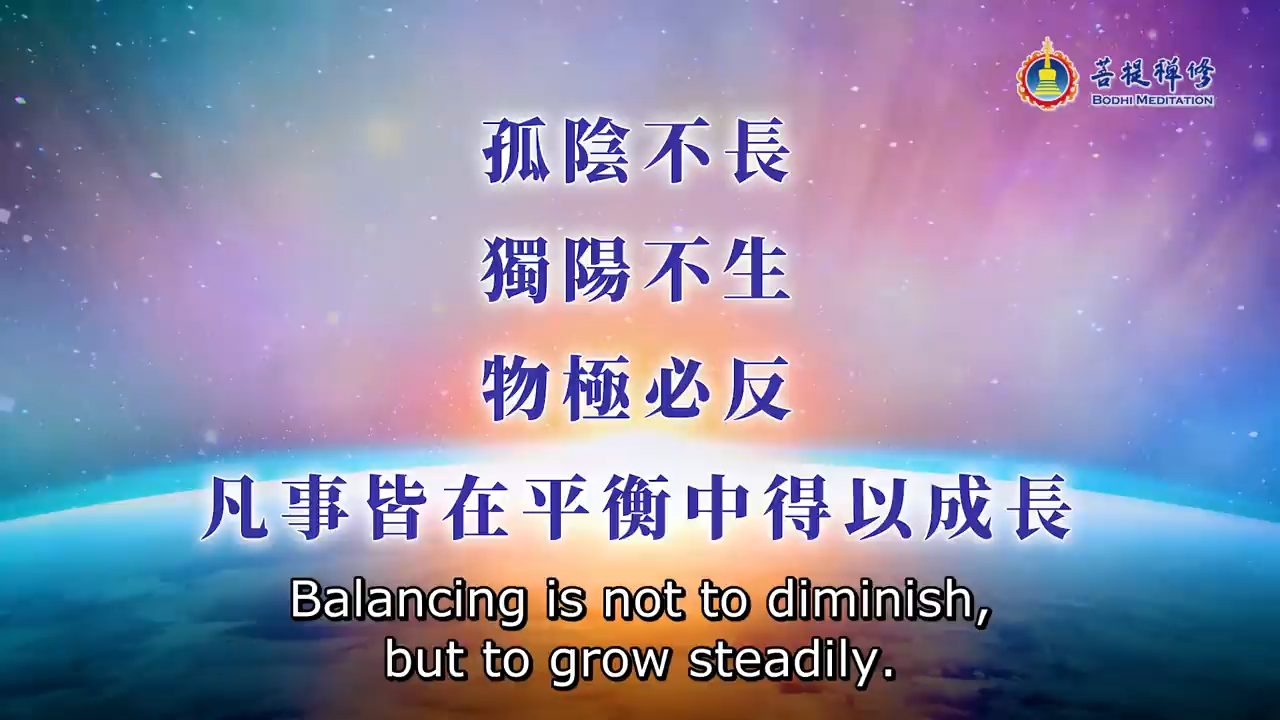 菩提禪修
BODHI MEDITATION
孤陰不長
獨陽不生
物極必反
凡事皆在平衡中得以成長
Balancing is not to diminish,
but to grow steadily.